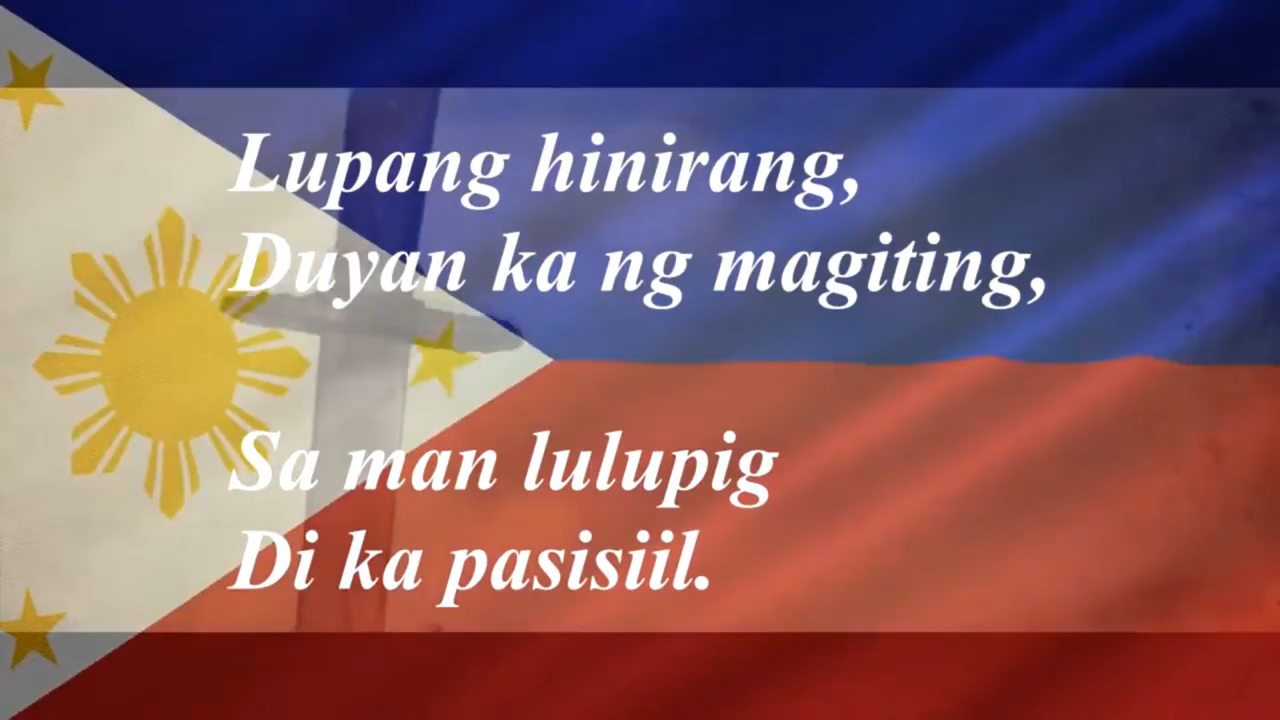 Lupang hinirang,
Duyan ka ng magiting,
Sa man lulupig
Di ka pasisiil.